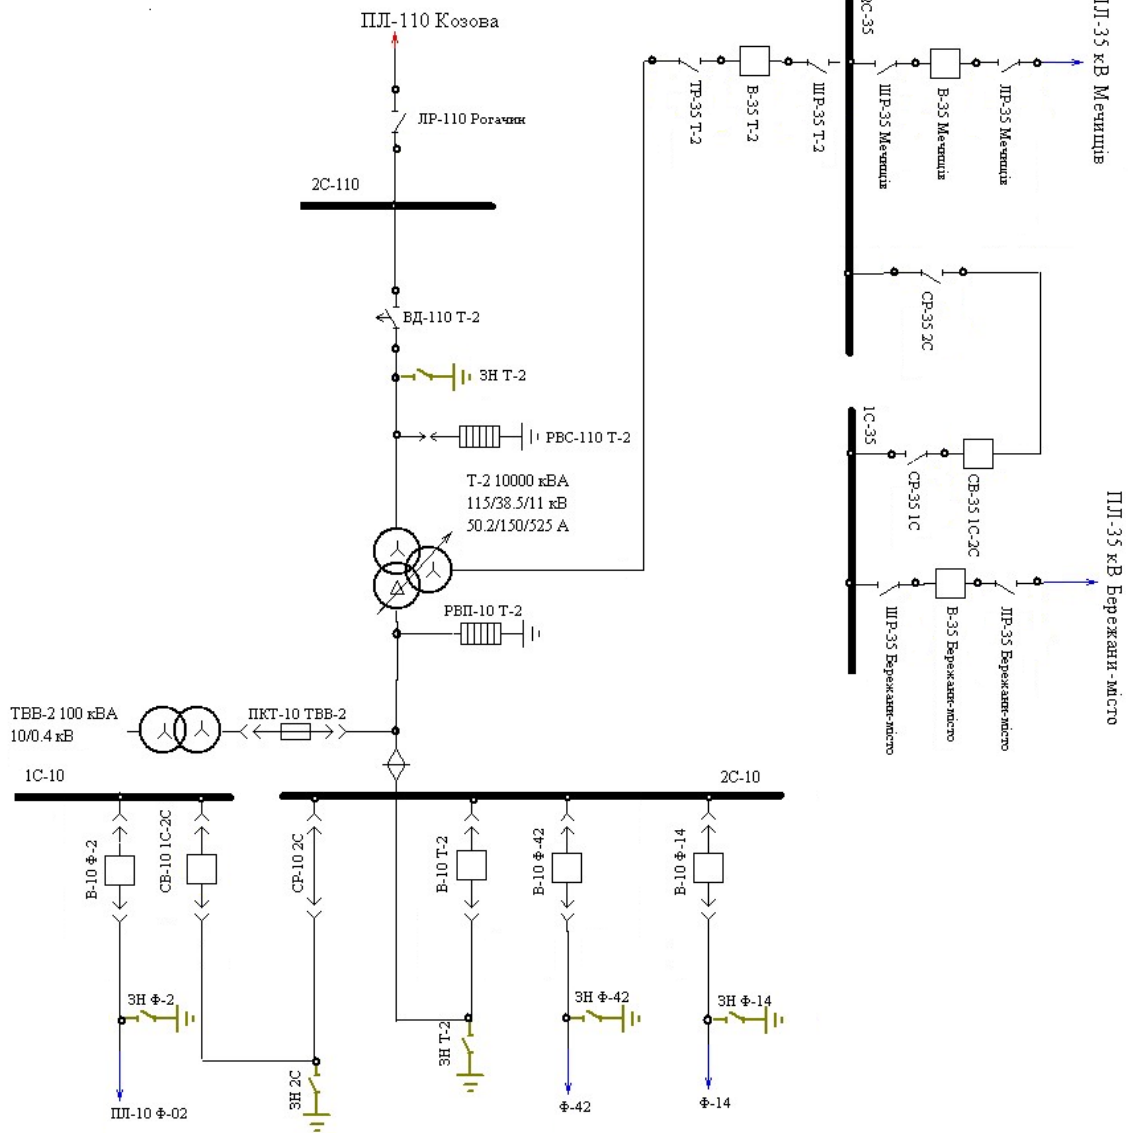 ПЛ-110 Козова
ЛР-110 Рогачин
2С-110
ВД-110 Т-2
ЗН Т-2
РВС-110 Т-2
Т-2 10000 кВА
115/38.5/11 кВ
50.2/150/525 А
РВП-10 Т-2
ТВВ-2 100 кВА
10/0.4 кВ
ПКТ-10 ТВВ-2
1С-10
2С-10
В-10 Ф-2
СВ-10 1С-2С
СР-10 2С
В-10 Т-2
В-10 Ф-42
В-10 Ф-14
ЗН Ф-2
ЗН 2С
ЗН Т-2
ЗН Ф-42
ЗН Ф-14
ПЛ-10 Ф-02
Ф-42
Ф-14
ТР-35 Т-2
В-35 Т-2
ШР-35 Т-2
2С-35
ШР-35 Мечищів
В-35 Мечищів
ЛР-35 Мечищів
ПЛ-35 кВ Мечищів
СР-35 2С
1С-35
СР-35 1С
СВ-35 1С-2С
ШР-35 Бережани-місто
В-35 Бережани-місто
ЛР-35 Бережани-місто
ПЛ-35 кВ Бережани-місто